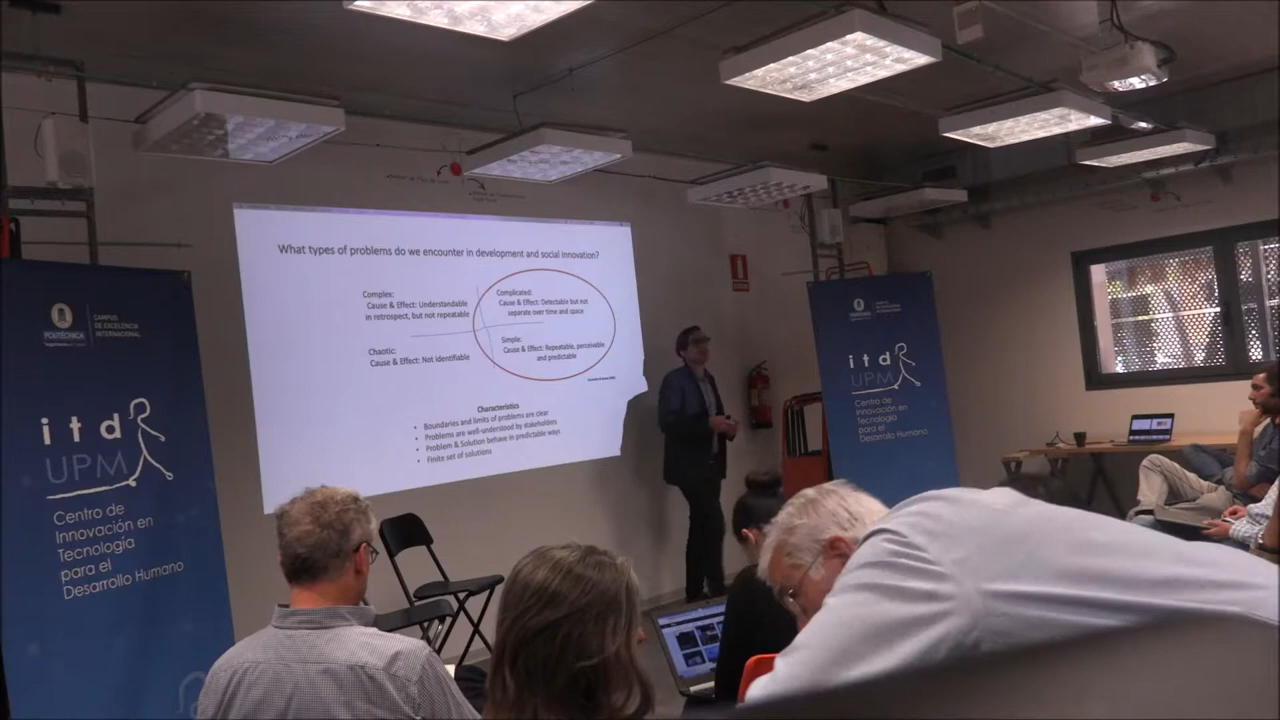 What types of problems do we encounter in development and social innovation?
Complex:
Cause & Effect: Understandable
in retrospect, but not repeatable
Complicated:
Cause & Effect: Detectable but not
separate over time and space
Chaotic:
Cause & Effect: Not identifiable
Simple:
Cause & Effect: Repeatable, perceivable
and predictable
Characteristics
• Boundaries and limits of problems are clear
• Problems are well-understood by stakeholders
• Problem & Solution behave in predictable ways
• Finite set of solutions
POLITÉCNICA
CAMPUS
DE EXCELENCIA
INTERNACIONAL
itd
UPM
Centro de
Innovación en
Tecnología
para el
Desarrollo Humano
itd
UPM
Centro de
Innovación en
Tecnología
para el
Desarrollo Humano